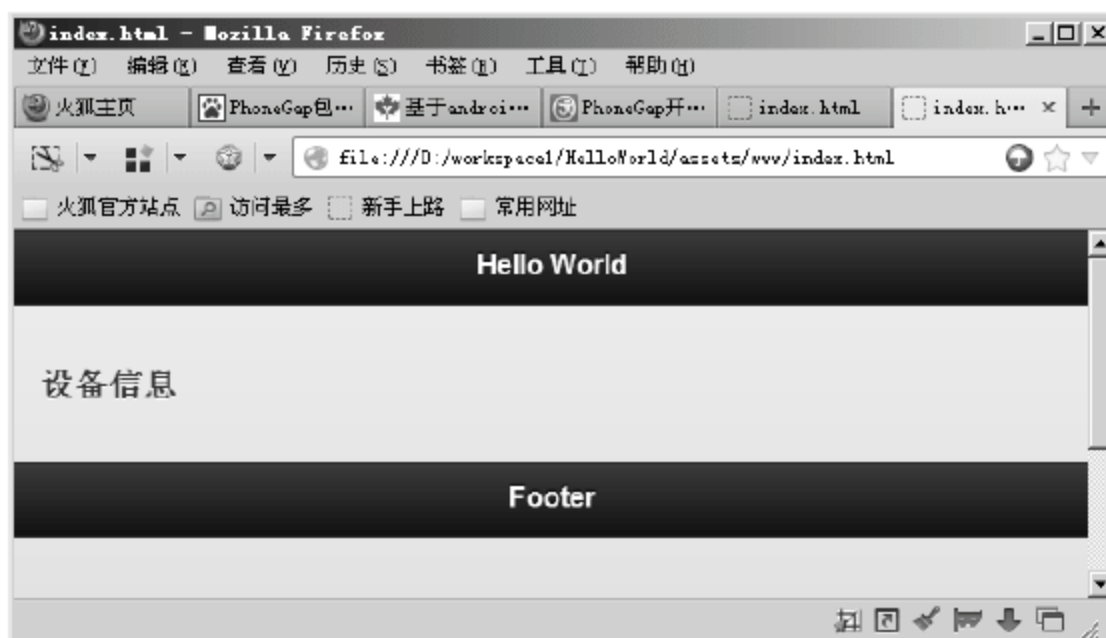 index.html - Mozilla Firefox
文件(F) 编辑(E) 查看(V) 历史(S) 书签(B) 工具(T) 帮助(H)
火狐主页 PhoneGap包… 基于androi… PhoneGap开… index.html index.h…
file:///D:/workspace1/HelloWorld/assets/www/index.html
火狐官方站点 访问最多 新手上路 常用网址
Hello World
设备信息
Footer